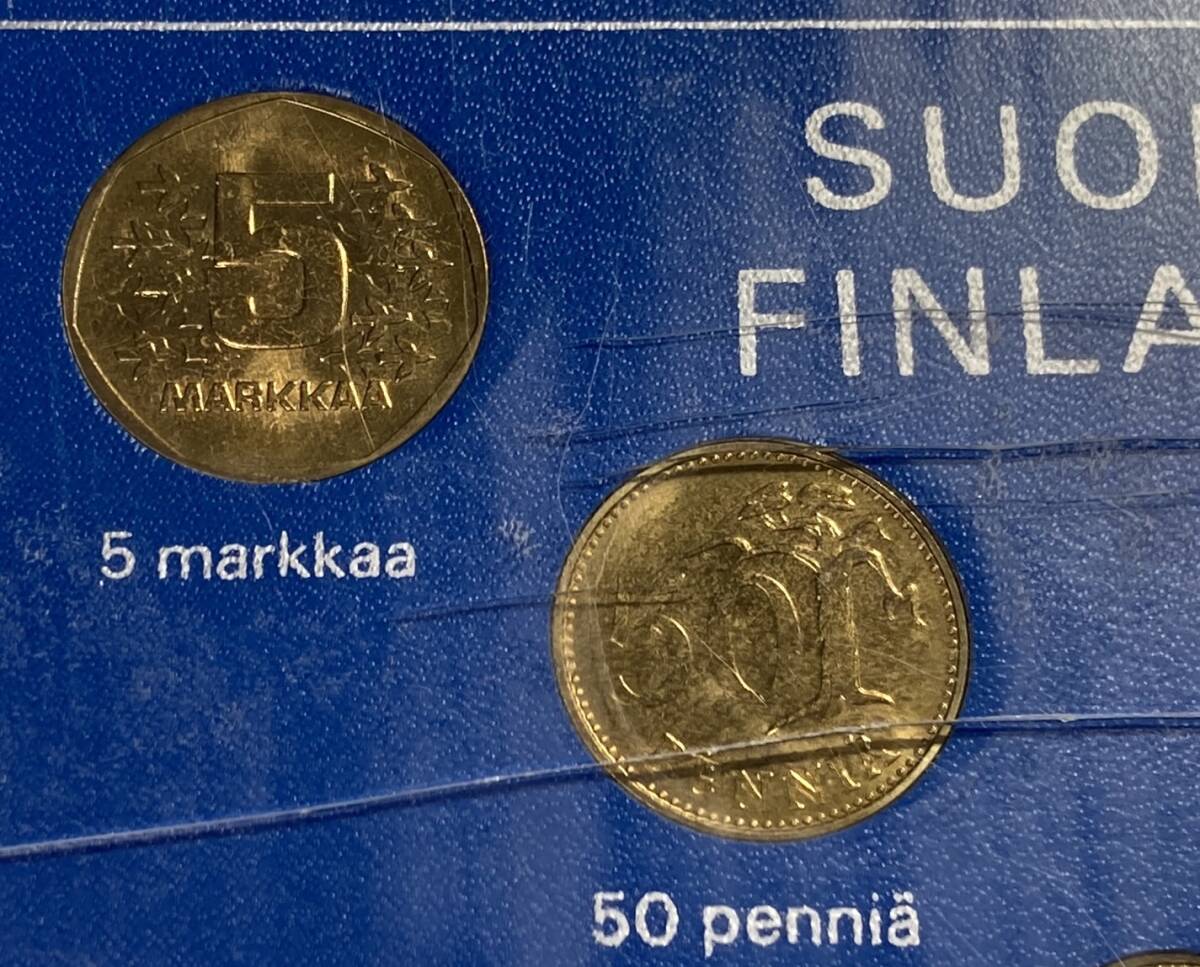 SUO
FINLA
5
MARKKAA
5 markkaa
50
PENNIÄ
50 penniä